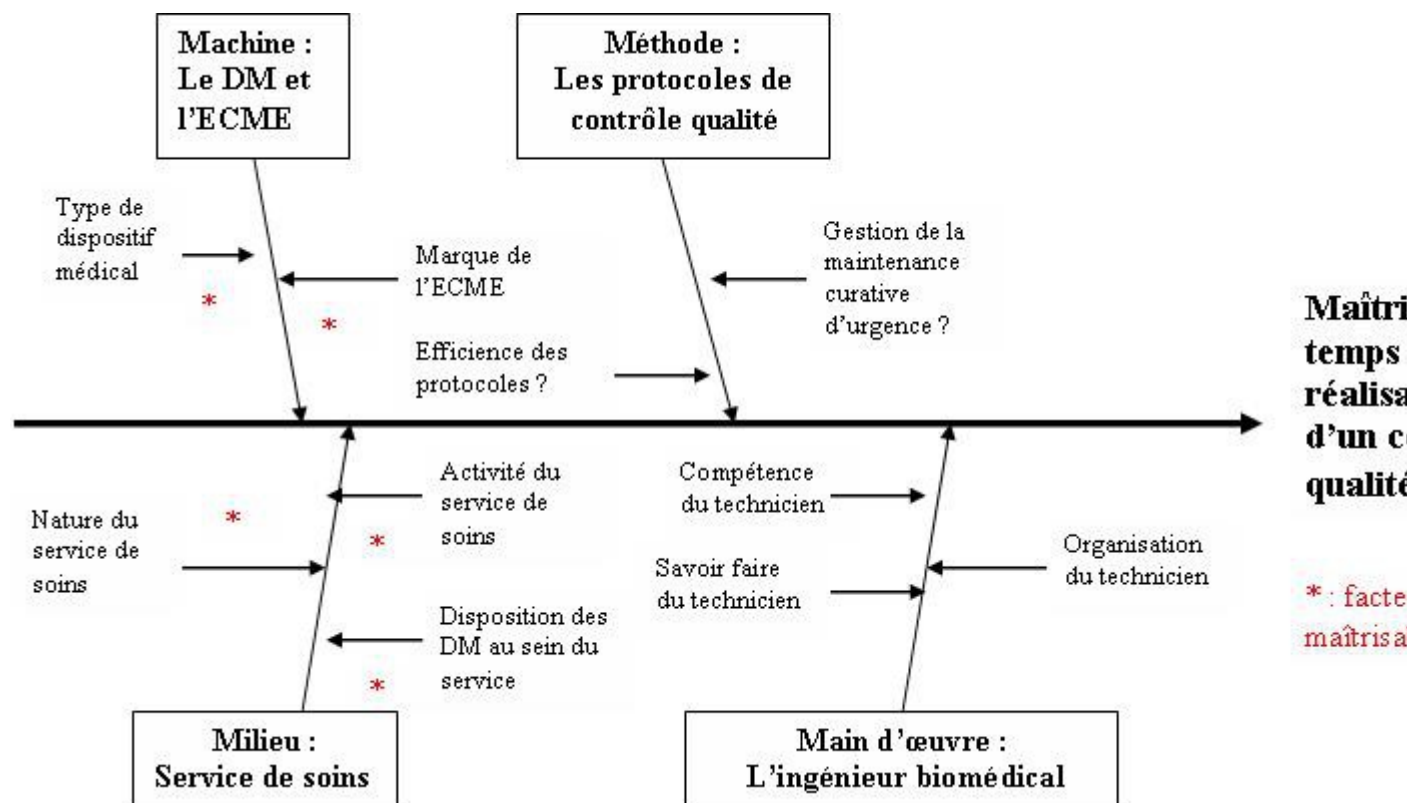 Machine :
Le DM et
l'ECME
Méthode :
Les protocoles de
contrôle qualité
Type de
dispositif
médical
*
Marque de
l'ECME
*
Efficience des
protocoles ?
Gestion de la
maintenance
curative
d'urgence ?
temps
qualité
* :
Nature du
service de
soins
*
Activité du
service de
soins
*
Disposition des
DM au sein du
service
*
Compétence
du technicien
Savoir faire
du technicien
Organisation
du technicien
Milieu :
Service de soins
Main d'œuvre :
L'ingénieur biomédical